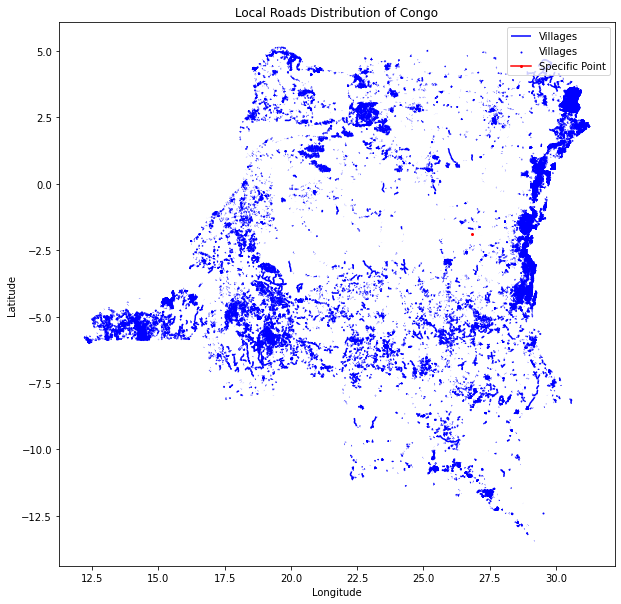 Local Roads Distribution of Congo
Villages
Villages
Specific Point
5.0
2.5
0.0
−2.5
−5.0
−7.5
−10.0
−12.5
Latitude
12.5
15.0
17.5
20.0
22.5
25.0
27.5
30.0
Longitude